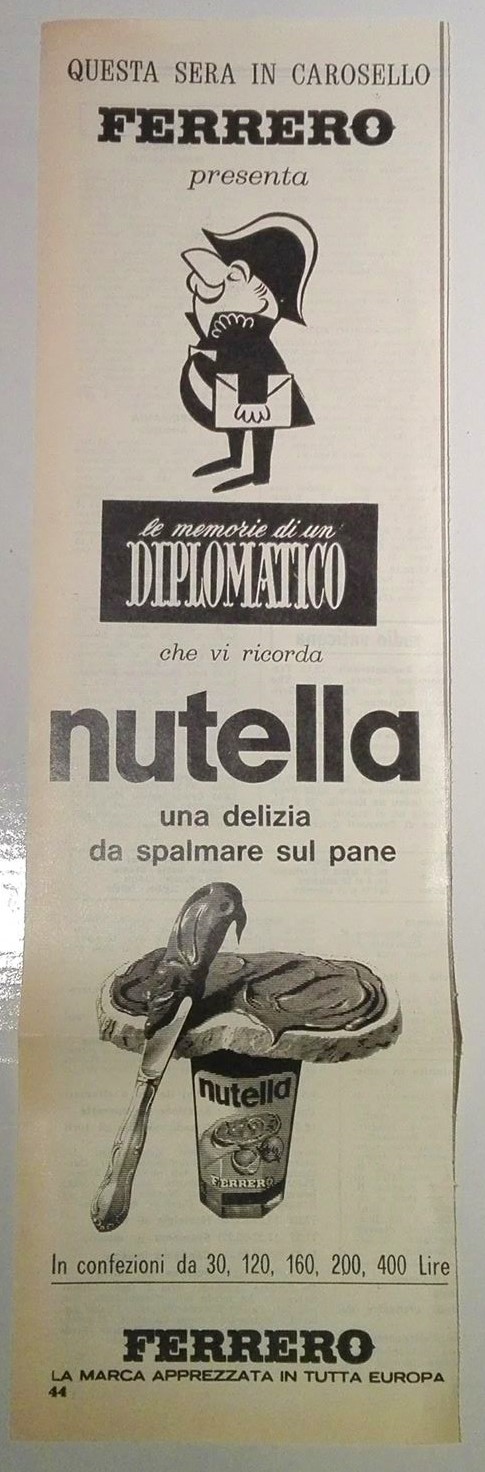 QUESTA SERA IN CAROSELLO
FERRERO
presenta
le memorie di un
DIPLOMATICO
che vi ricorda
nutella
una delizia
da spalmare sul pane
nutella
FERRERO
In confezioni da 30, 120, 160, 200, 400 Lire
FERRERO
LA MARCA APPREZZATA IN TUTTA EUROPA
44